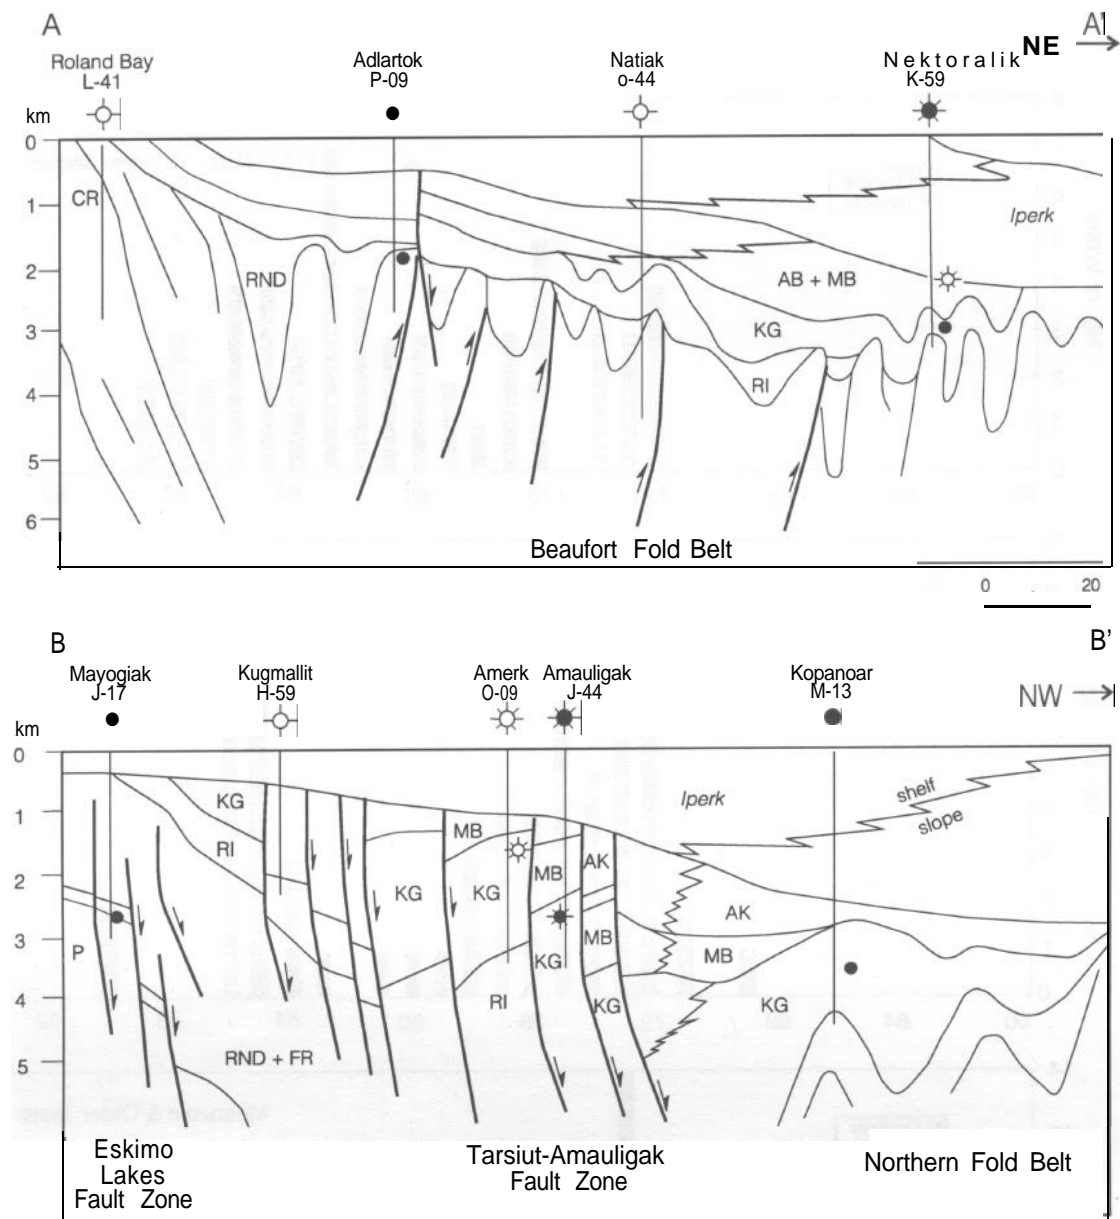 A
A'
NE
Roland Bay
L-41
Adlartok
P-09
Natiak
o-44
Nektoralik
K-59
km
0
1
2
3
4
5
6
CR
RND
AB + MB
KG
RI
Iperk
Beaufort Fold Belt
0 20
B
B'
NW
Mayogiak
J-17
Kugmallit
H-59
Amerk
O-09
Amauligak
J-44
Kopanoar
M-13
km
0
1
2
3
4
5
KG
RI
P
RND + FR
KG
MB
KG
RI
MB
KG
AK
MB
KG
Iperk
shelf
slope
AK
MB
KG
Eskimo
Lakes
Fault Zone
Tarsiut-Amauligak
Fault Zone
Northern Fold Belt